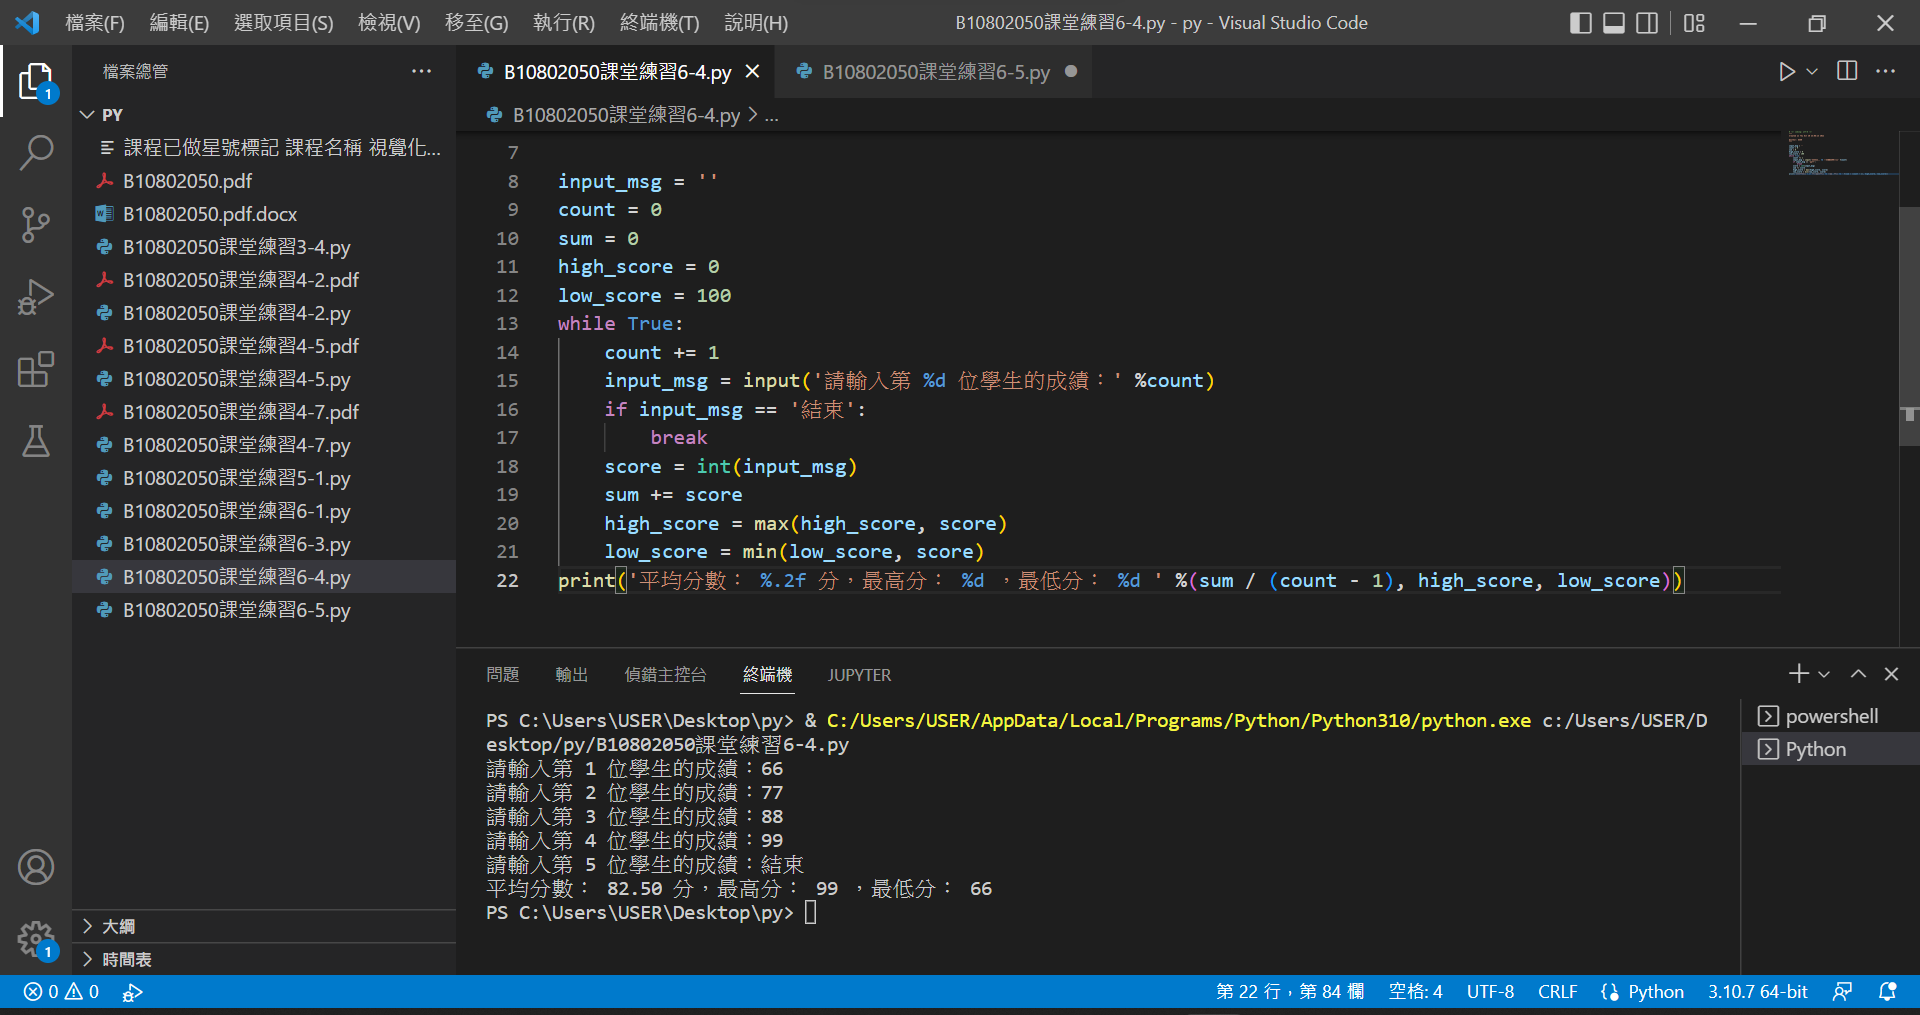 檔案(F) 編輯(E) 選取項目(S) 檢視(V) 移至(G) 執行(R) 終端機(T) 說明(H) B10802050課堂練習6-4.py - py - Visual Studio Code
檔案總管
1
PY
課程已做星號標記 課程名稱 視覺化...
B10802050.pdf
B10802050.pdf.docx
B10802050課堂練習3-4.py
B10802050課堂練習4-2.pdf
B10802050課堂練習4-2.py
B10802050課堂練習4-5.pdf
B10802050課堂練習4-5.py
B10802050課堂練習4-7.pdf
B10802050課堂練習4-7.py
B10802050課堂練習5-1.py
B10802050課堂練習6-1.py
B10802050課堂練習6-3.py
B10802050課堂練習6-4.py
B10802050課堂練習6-5.py
大綱
時間表
1
B10802050課堂練習6-4.py B10802050課堂練習6-5.py
B10802050課堂練習6-4.py > ...
7
8 input_msg = ''
9 count = 0
10 sum = 0
11 high_score = 0
12 low_score = 100
13 while True:
14 count += 1
15 input_msg = input('請輸入第 %d 位學生的成績：' %count)
16 if input_msg == '結束':
17 break
18 score = int(input_msg)
19 sum += score
20 high_score = max(high_score, score)
21 low_score = min(low_score, score)
22 print('平均分數： %.2f 分，最高分： %d ，最低分： %d ' %(sum / (count - 1), high_score, low_score))
問題 輸出 偵錯主控台 終端機 JUPYTER
PS C:\Users\USER\Desktop\py> & C:/Users/USER/AppData/Local/Programs/Python/Python310/python.exe c:/Users/USER/D
esktop/py/B10802050課堂練習6-4.py
請輸入第 1 位學生的成績：66
請輸入第 2 位學生的成績：77
請輸入第 3 位學生的成績：88
請輸入第 4 位學生的成績：99
請輸入第 5 位學生的成績：結束
平均分數： 82.50 分，最高分： 99 ，最低分： 66
PS C:\Users\USER\Desktop\py>
powershell
Python
0 0 第 22 行，第 84 欄 空格: 4 UTF-8 CRLF Python 3.10.7 64-bit